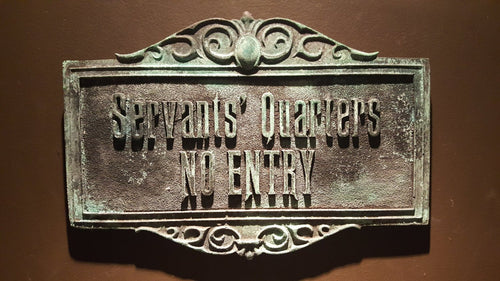 Servants' Quarters
NO ENTRY